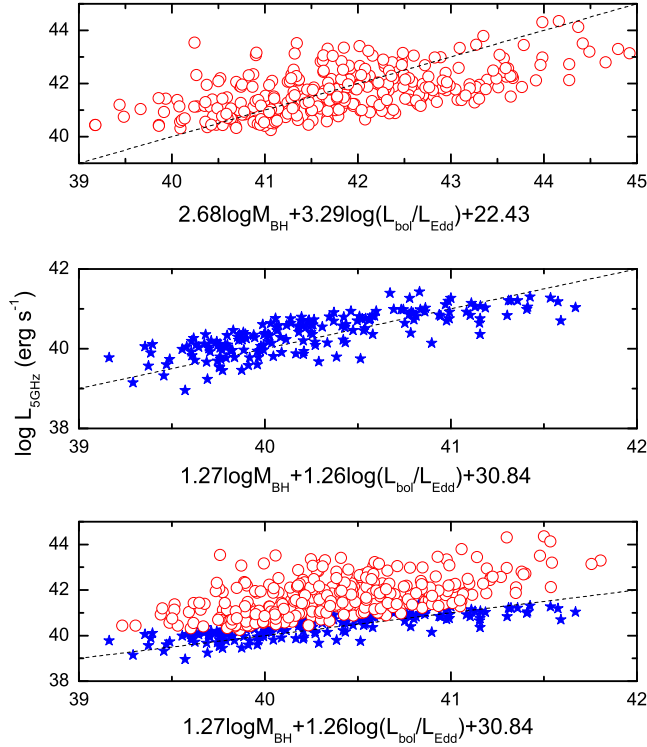 44
42
40
39 40 41 42 43 44 45
2.68logM_BH+3.29log(L_bol/L_Edd)+22.43
log L_5GHz (erg s^-1)
42
40
38
39 40 41 42
1.27logM_BH+1.26log(L_bol/L_Edd)+30.84
44
42
40
38
39 40 41 42
1.27logM_BH+1.26log(L_bol/L_Edd)+30.84